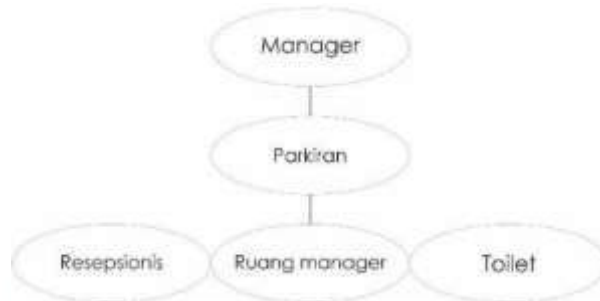 Manager
Parkiran
Resepsionis
Ruang manager
Toilet